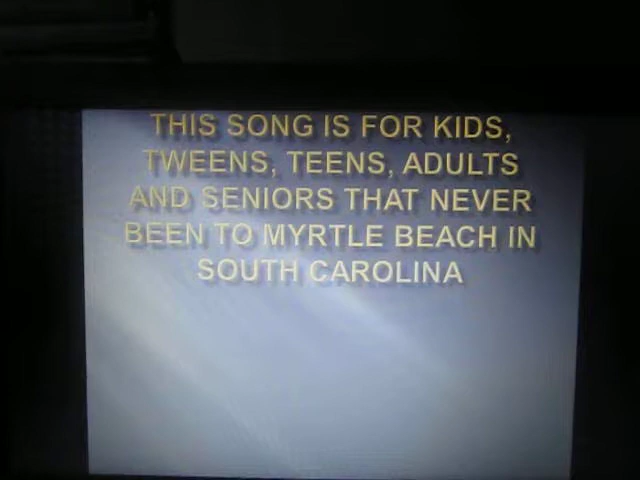 THIS SONG IS FOR KIDS,
TWEENS, TEENS, ADULTS
AND SENIORS THAT NEVER
BEEN TO MYRTLE BEACH IN
SOUTH CAROLINA